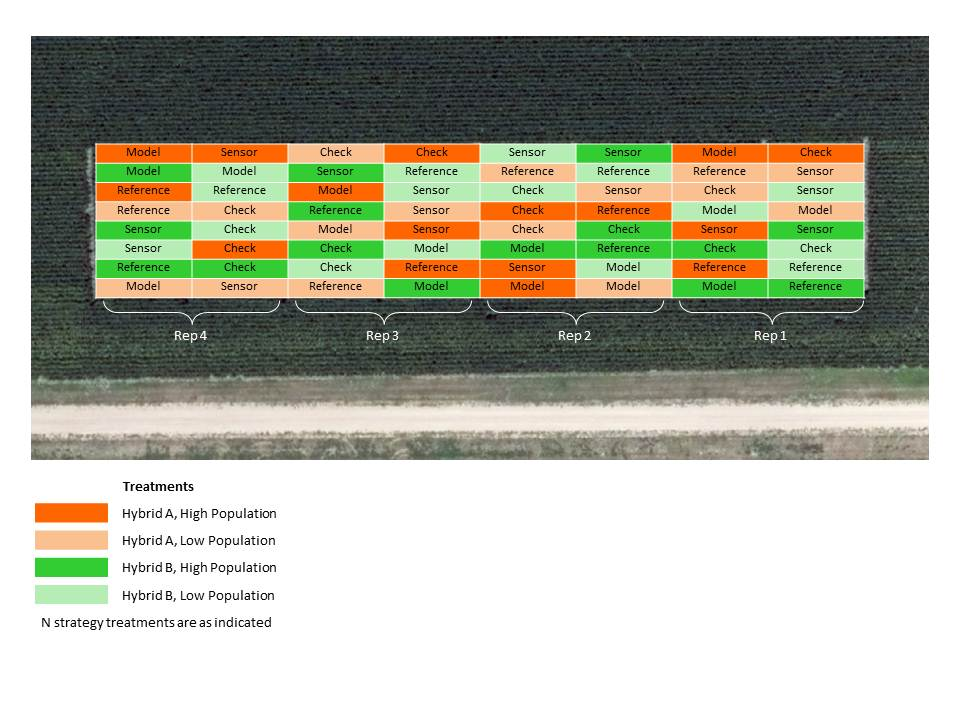 Model Sensor Check Check Sensor Sensor Model Check
Model Model Sensor Reference Reference Reference Reference Sensor
Reference Reference Model Sensor Check Sensor Check Sensor
Reference Check Reference Sensor Check Reference Model Model
Sensor Check Model Sensor Check Check Sensor Sensor
Sensor Check Check Model Model Reference Check Check
Reference Check Check Reference Sensor Model Reference Reference
Model Sensor Reference Model Model Model Model Reference
Rep 4 Rep 3 Rep 2 Rep 1
Treatments
Hybrid A, High Population
Hybrid A, Low Population
Hybrid B, High Population
Hybrid B, Low Population
N strategy treatments are as indicated